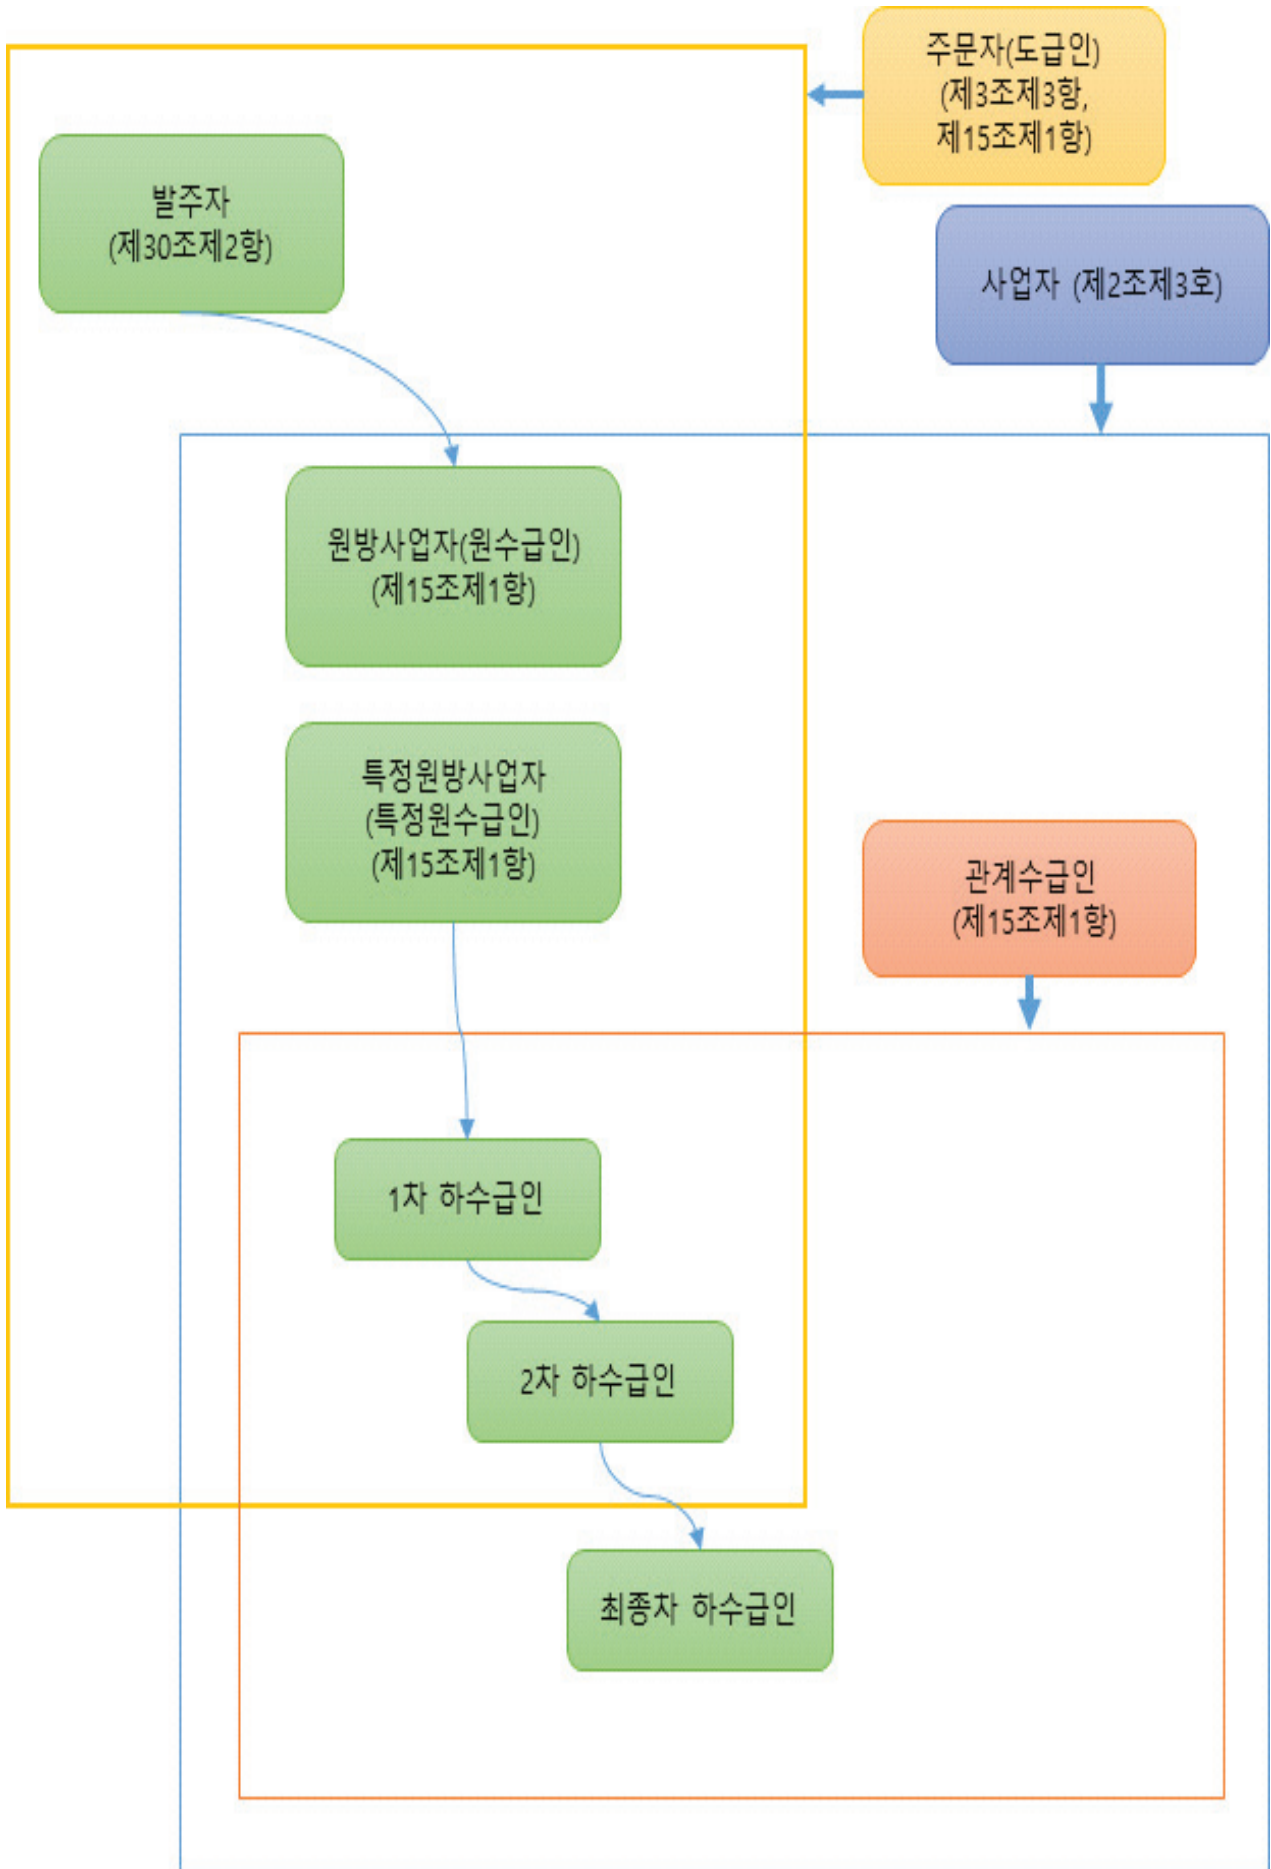 주문자(도급인)
(제3조제3항,
제15조제1항)
발주자
(제30조제2항)
사업자 (제2조제3호)
원방사업자(원수급인)
(제15조제1항)
특정원방사업자
(특정원수급인)
(제15조제1항)
관계수급인
(제15조제1항)
1차 하수급인
2차 하수급인
최종차 하수급인